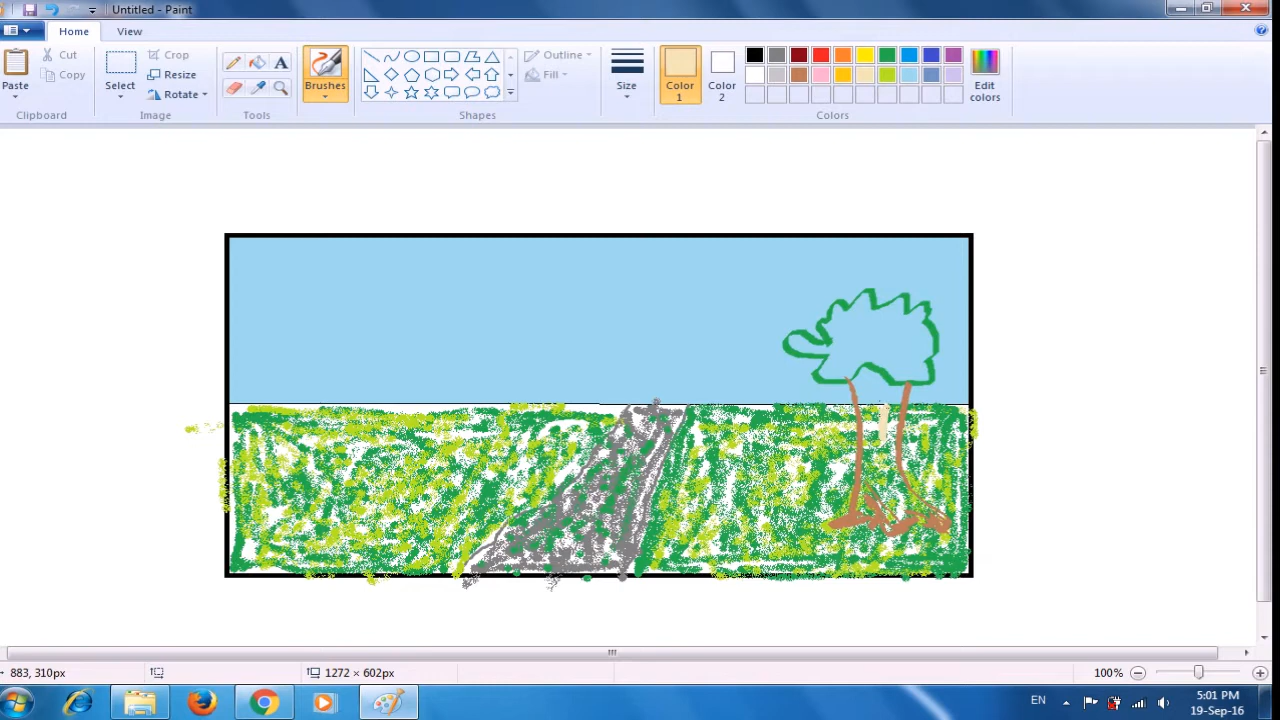 Untitled - Paint
Home View
Paste
Cut
Copy
Clipboard
Select
Crop
Resize
Rotate
Image
A
Tools
Brushes
Outline
Fill
Shapes
Size
Color 1
Color 2
Edit colors
Colors
883, 310px
1272 × 602px
100%
EN
5:01 PM
19-Sep-16